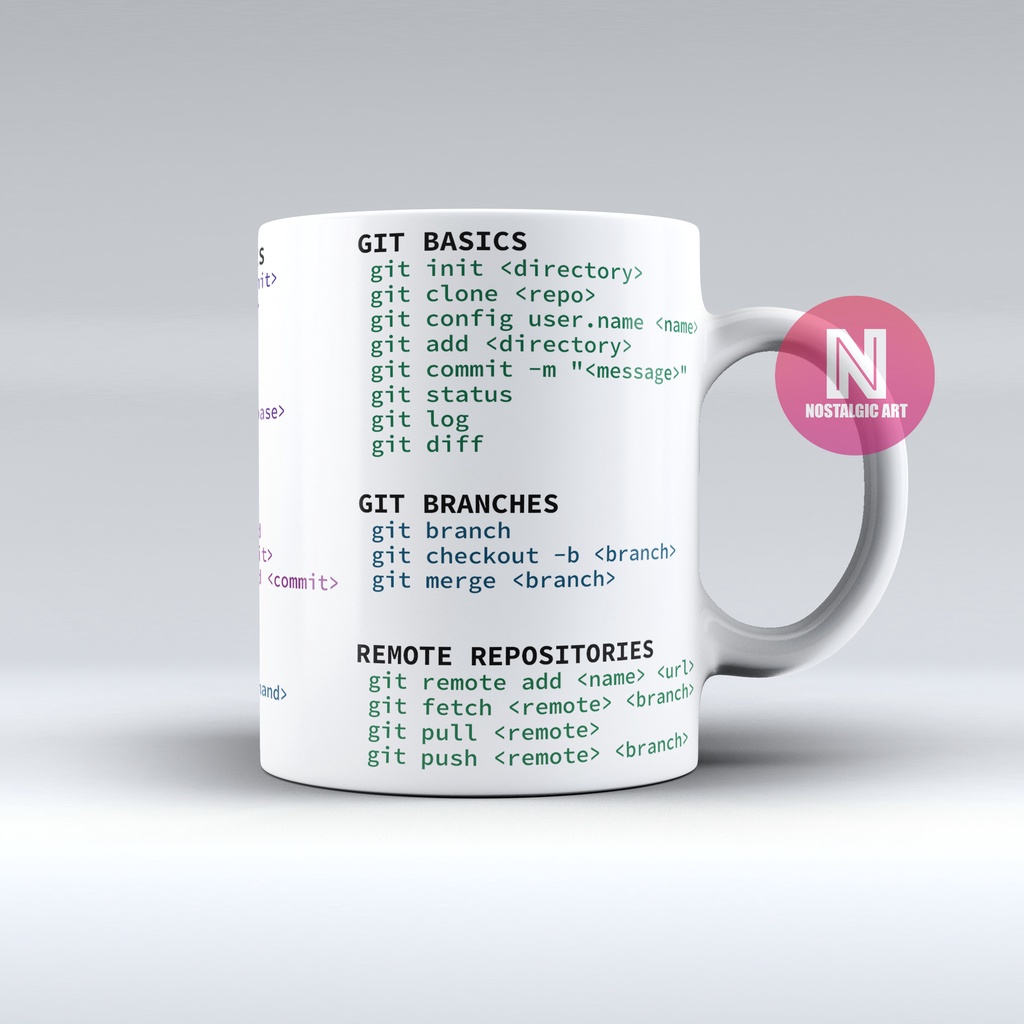 GIT BASICS
git init <directory>
git clone <repo>
git config user.name <name>
git add <directory>
git commit -m "<message>"
git status
git log
git diff
GIT BRANCHES
git branch
git checkout -b <branch>
git merge <branch>
REMOTE REPOSITORIES
git remote add <name> <url>
git fetch <remote> <branch>
git pull <remote>
git push <remote> <branch>
<commit>
N
NOSTALGIC ART